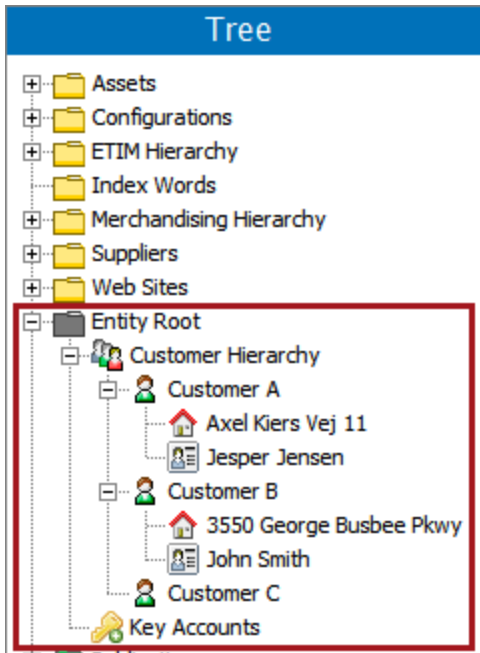 Tree
Assets
Configurations
ETIM Hierarchy
Index Words
Merchandising Hierarchy
Suppliers
Web Sites
Entity Root
Customer Hierarchy
Customer A
Axel Kiers Vej 11
Jesper Jensen
Customer B
3550 George Busbee Pkwy
John Smith
Customer C
Key Accounts